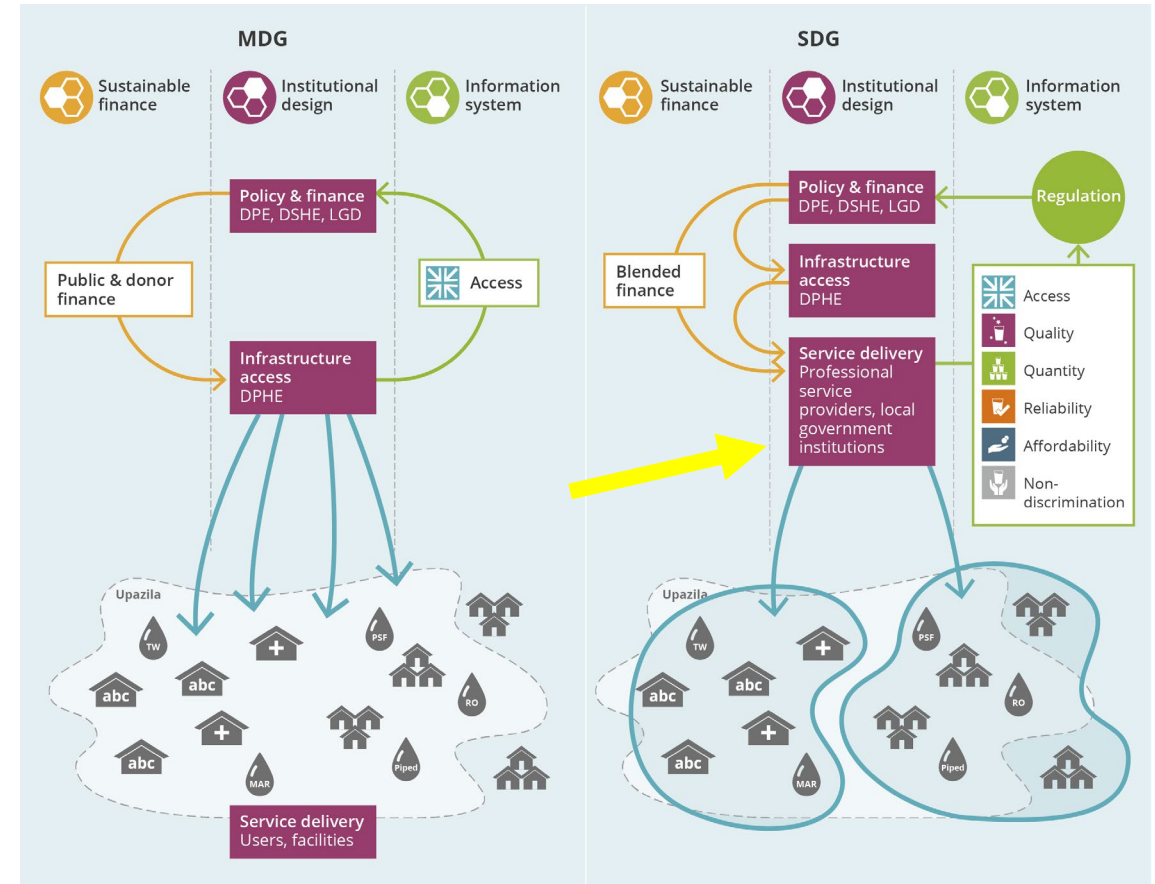 MDG
Sustainable
finance
Institutional
design
Information
system
Policy & finance
DPE, DSHE, LGD
Public & donor
finance
Access
Infrastructure
access
DPHE
Upazila
TW
PSF
abc
abc
RO
abc
MAR
Piped
Service delivery
Users, facilities
SDG
Sustainable
finance
Institutional
design
Information
system
Policy & finance
DPE, DSHE, LGD
Regulation
Blended
finance
Infrastructure
access
DPHE
Service delivery
Professional
service
providers, local
government
institutions
Access
Quality
Quantity
Reliability
Affordability
Non-
discrimination
Upazila
TW
PSF
abc
abc
RO
abc
MAR
Piped